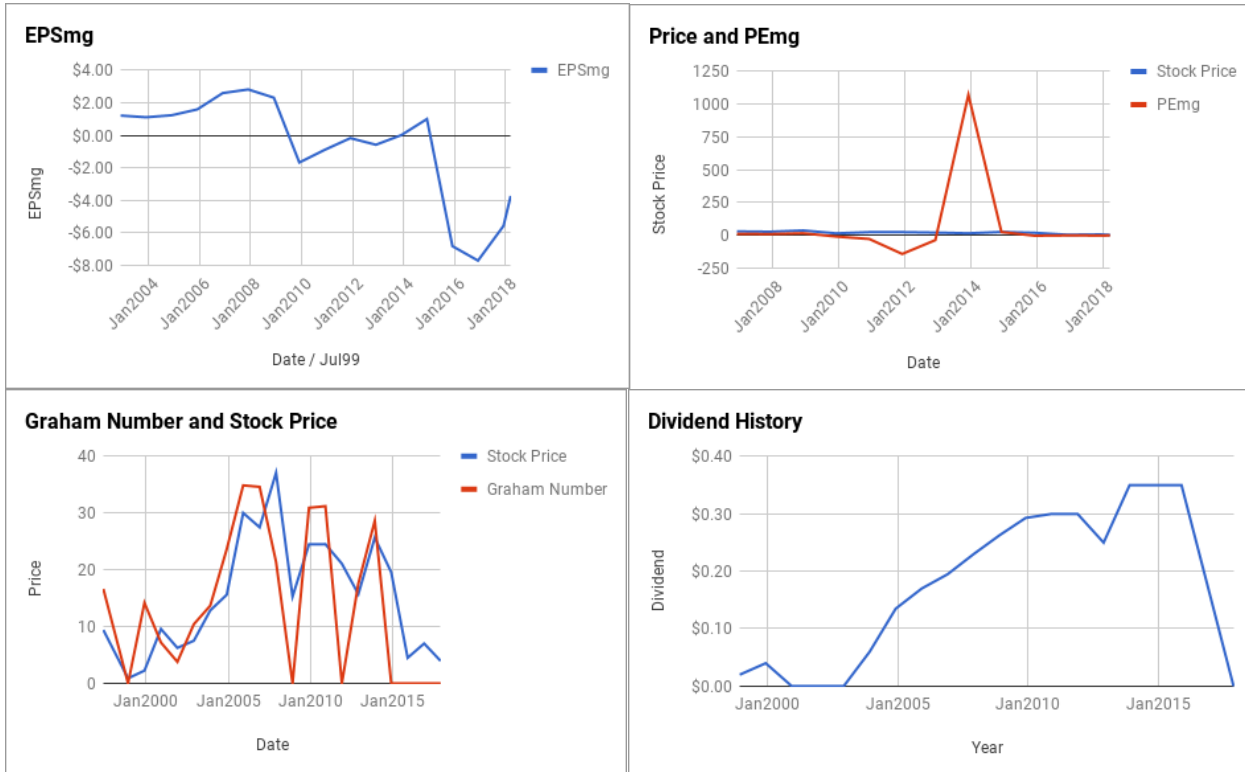 EPSmg
EPSmg
$4.00
$2.00
$0.00
-$2.00
-$4.00
-$6.00
-$8.00
EPSmg
Jan2004
Jan2006
Jan2008
Jan2010
Jan2012
Jan2014
Jan2016
Jan2018
Date / Jul99
Price and PEmg
Stock Price
PEmg
1250
1000
750
500
250
0
-250
Stock Price
Jan2008
Jan2010
Jan2012
Jan2014
Jan2016
Jan2018
Date
Graham Number and Stock Price
Stock Price
Graham Number
40
30
20
10
0
Price
Jan2000
Jan2005
Jan2010
Jan2015
Date
Dividend History
$0.40
$0.30
$0.20
$0.10
$0.00
Dividend
Jan2000
Jan2005
Jan2010
Jan2015
Year